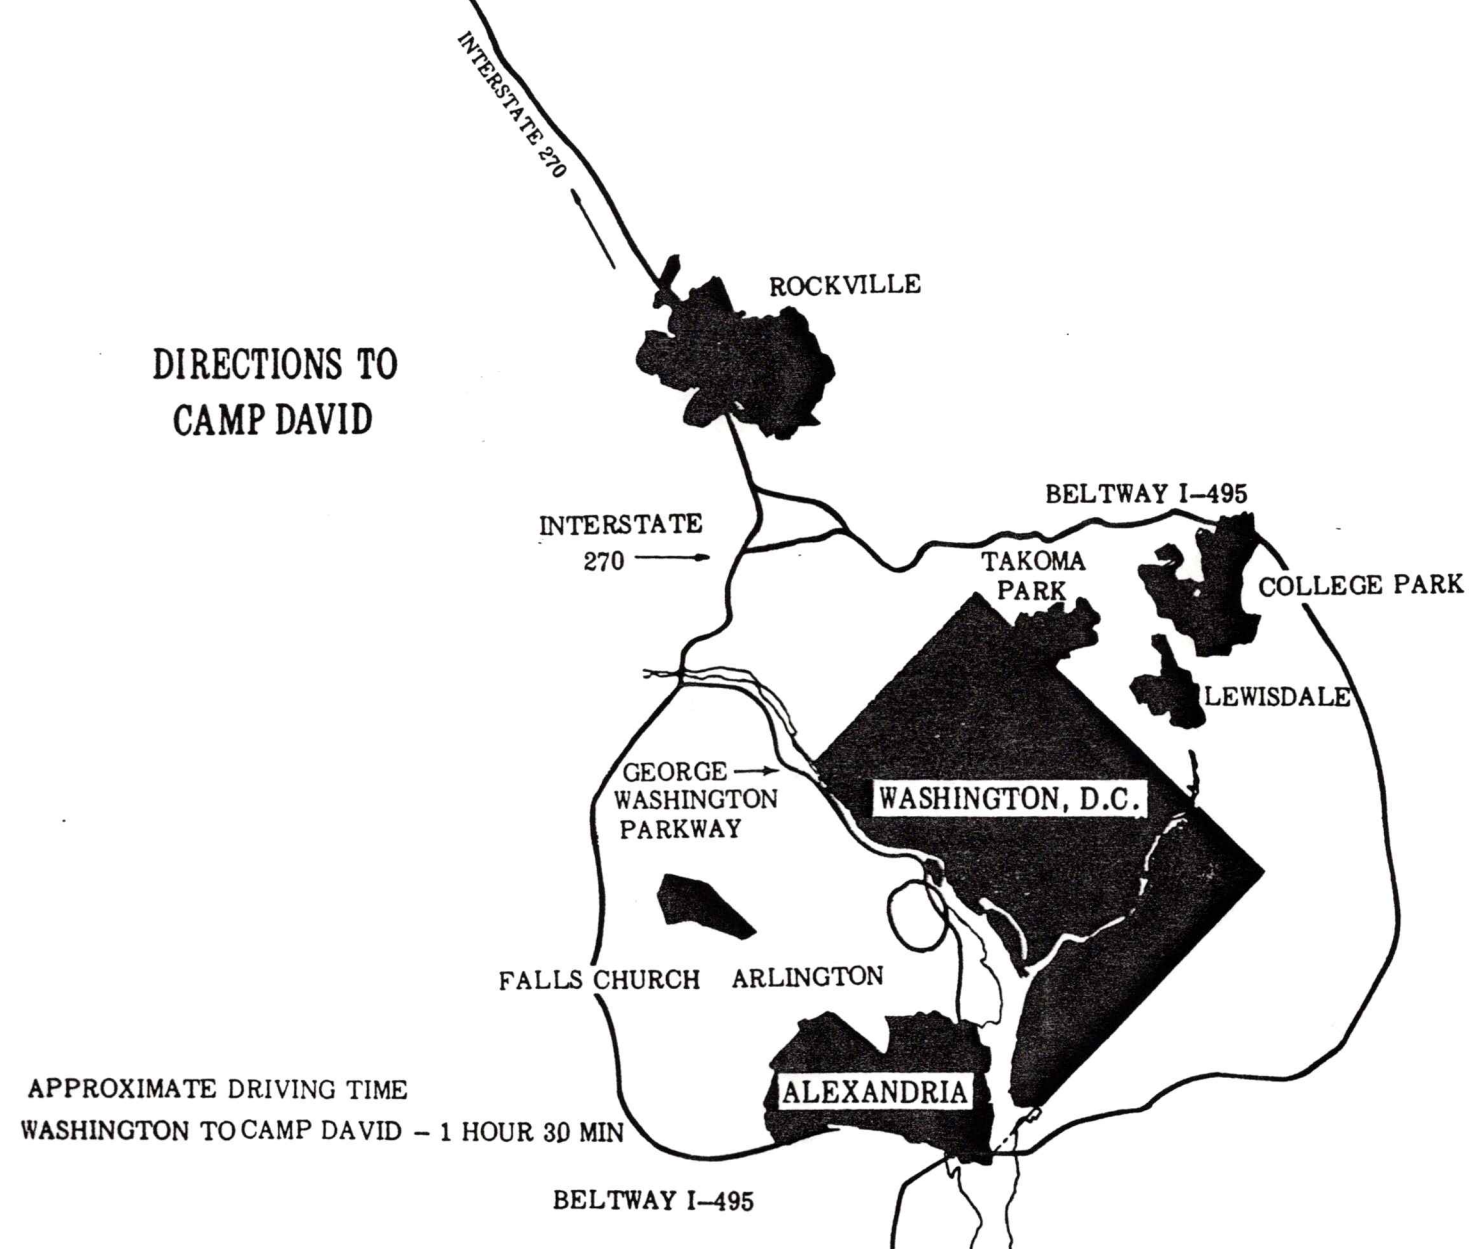 INTERSTATE 270
ROCKVILLE
DIRECTIONS TO
CAMP DAVID
BELTWAY I-495
INTERSTATE
270
TAKOMA
PARK
COLLEGE PARK
LEWISDALE
GEORGE
WASHINGTON
PARKWAY
WASHINGTON, D.C.
FALLS CHURCH
ARLINGTON
ALEXANDRIA
APPROXIMATE DRIVING TIME
WASHINGTON TO CAMP DAVID - 1 HOUR 30 MIN
BELTWAY I-495